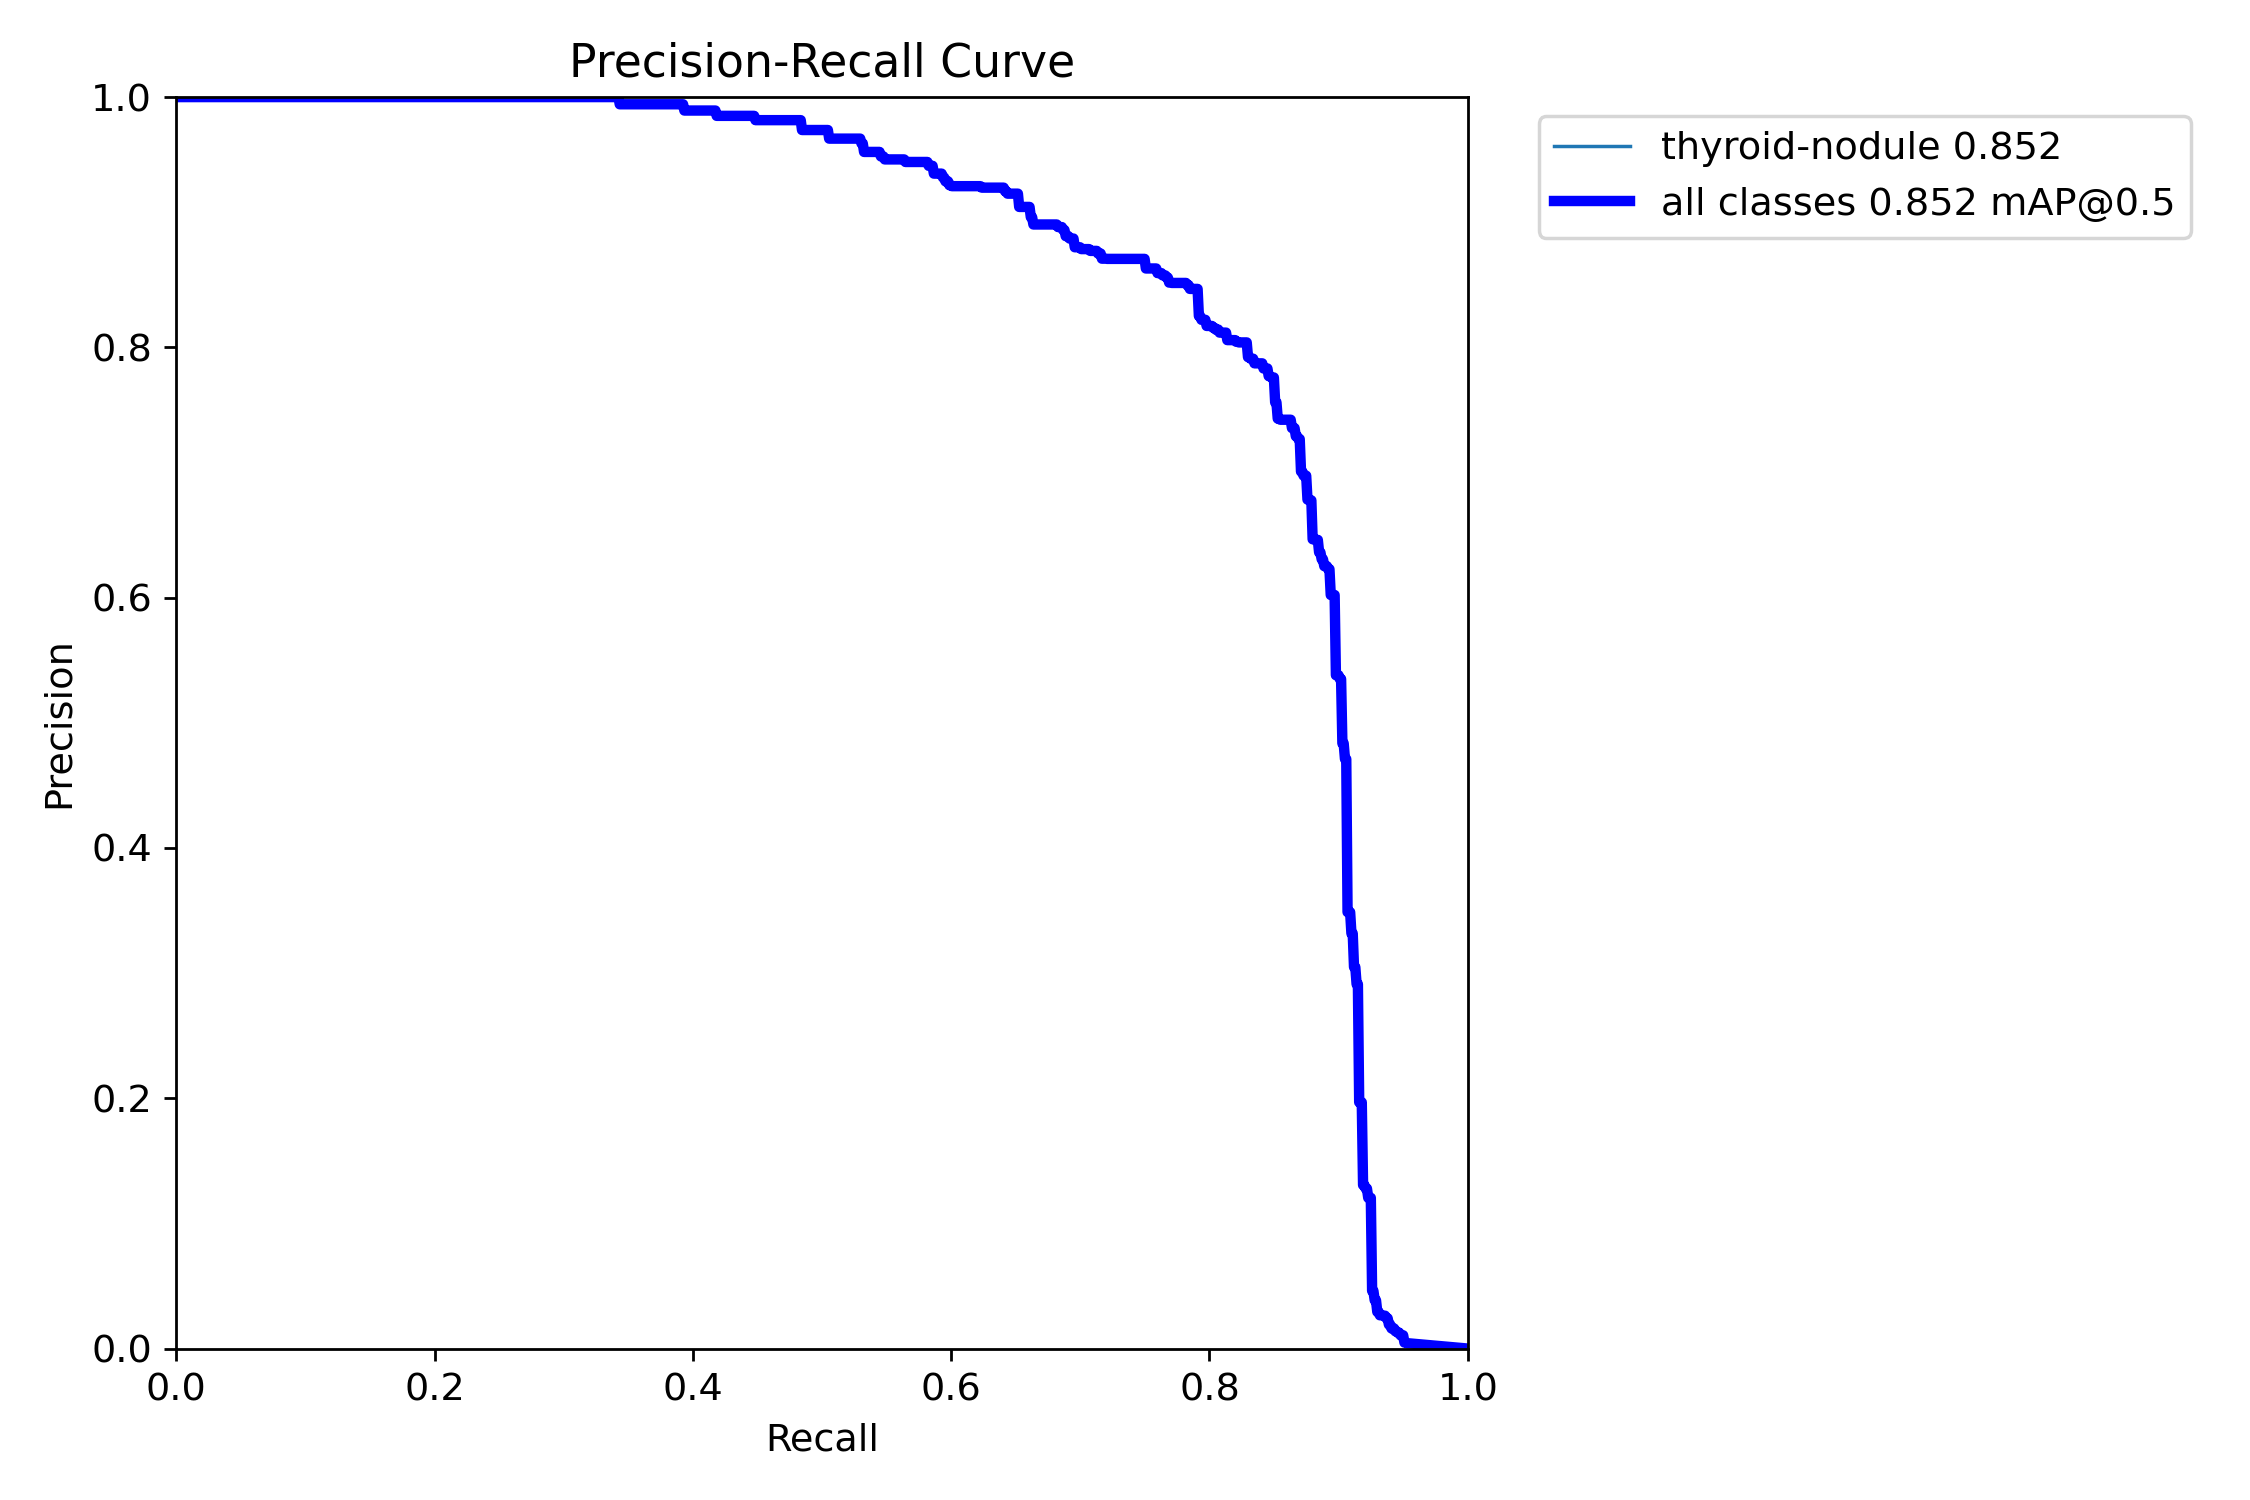 Precision-Recall Curve
thyroid-nodule 0.852
all classes 0.852 mAP@0.5
Precision
1.0
0.8
0.6
0.4
0.2
0.0
0.0 0.2 0.4 0.6 0.8 1.0
Recall